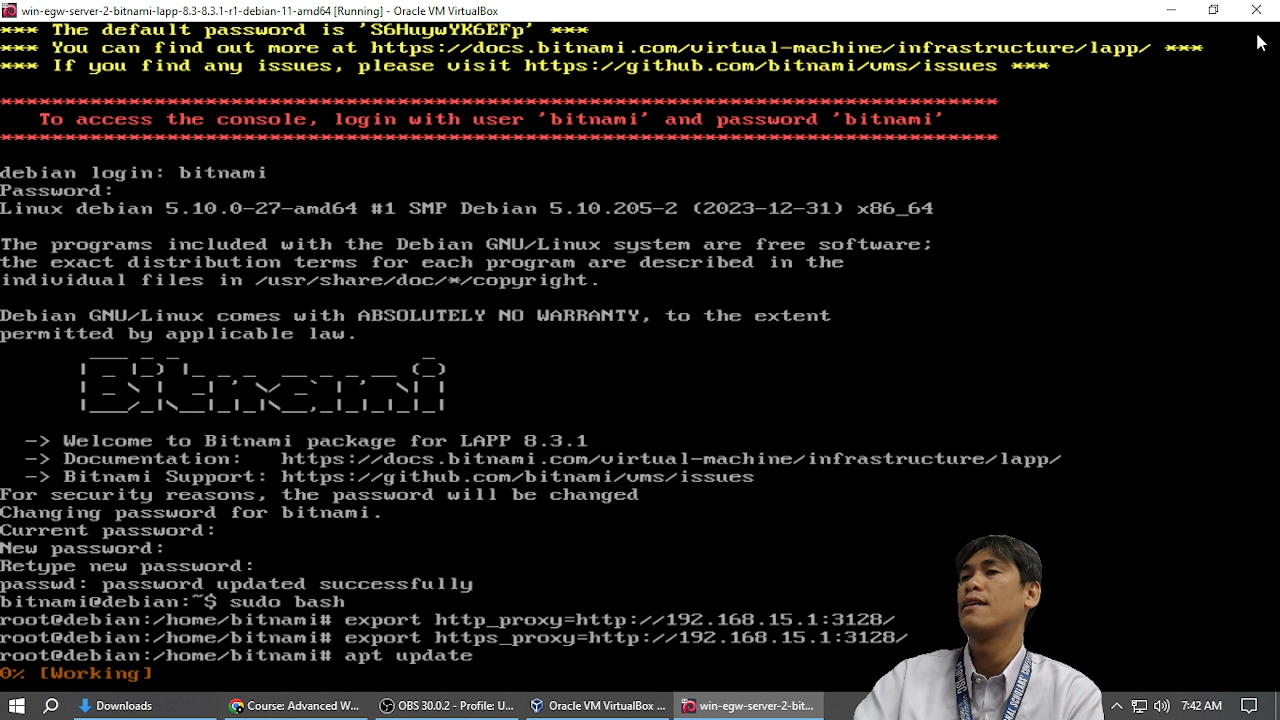 win-egw-server-2-bitnami-lapp-8.3-8.3.1-r1-debian-11-amd64 [Running] - Oracle VM VirtualBox
*** The default password is 'S6HuywYK6EFp' ***
*** You can find out more at https://docs.bitnami.com/virtual-machine/infrastructure/lapp/ ***
*** If you find any issues, please visit https://github.com/bitnami/vms/issues ***
To access the console, login with user 'bitnami' and password 'bitnami'
debian login: bitnami
Password:
Linux debian 5.10.0-27-amd64 #1 SMP Debian 5.10.205-2 (2023-12-31) x86_64
The programs included with the Debian GNU/Linux system are free software;
the exact distribution terms for each program are described in the
individual files in /usr/share/doc/*/copyright.
Debian GNU/Linux comes with ABSOLUTELY NO WARRANTY, to the extent
permitted by applicable law.
Bitnami
-> Welcome to Bitnami package for LAPP 8.3.1
-> Documentation:   https://docs.bitnami.com/virtual-machine/infrastructure/lapp/
-> Bitnami Support: https://github.com/bitnami/vms/issues
For security reasons, the password will be changed
Changing password for bitnami.
Current password:
New password:
Retype new password:
passwd: password updated successfully
bitnami@debian:~$ sudo bash
root@debian:/home/bitnami# export http_proxy=http://192.168.15.1:3128/
root@debian:/home/bitnami# export https_proxy=http://192.168.15.1:3128/
root@debian:/home/bitnami# apt update
0% [Working]
Downloads
Course: Advanced W...
OBS 30.0.2 - Profile: U...
Oracle VM VirtualBox ...
win-egw-server-2-bit...
7:42 AM